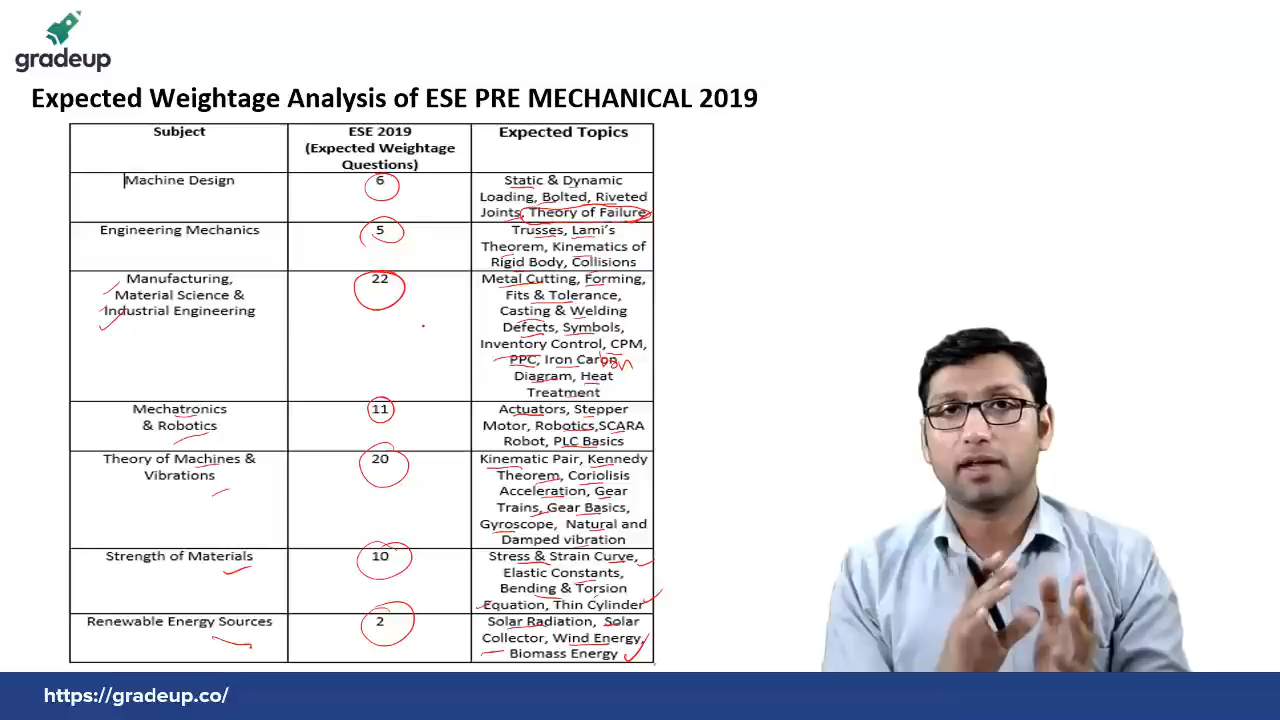 gradeup
Expected Weightage Analysis of ESE PRE MECHANICAL 2019
Subject
ESE 2019
(Expected Weightage
Questions)
Expected Topics
Machine Design
6
Static & Dynamic
Loading, Bolted, Riveted
Joints, Theory of Failure
Engineering Mechanics
5
Trusses, Lami's
Theorem, Kinematics of
Rigid Body, Collisions
Manufacturing,
Material Science &
Industrial Engineering
22
Metal Cutting, Forming,
Fits & Tolerance,
Casting & Welding
Defects, Symbols,
Inventory Control, CPM,
PPC, Iron Carbon
Diagram, Heat
Treatment
Mechatronics
& Robotics
11
Actuators, Stepper
Motor, Robotics,SCARA
Robot, PLC Basics
Theory of Machines &
Vibrations
20
Kinematic Pair, Kennedy
Theorem, Coriolisis
Acceleration, Gear
Trains, Gear Basics,
Gyroscope, Natural and
Damped vibration
Strength of Materials
10
Stress & Strain Curve,
Elastic Constants,
Bending & Torsion
Equation, Thin Cylinder
Renewable Energy Sources
2
Solar Radiation, Solar
Collector, Wind Energy,
Biomass Energy
https://gradeup.co/